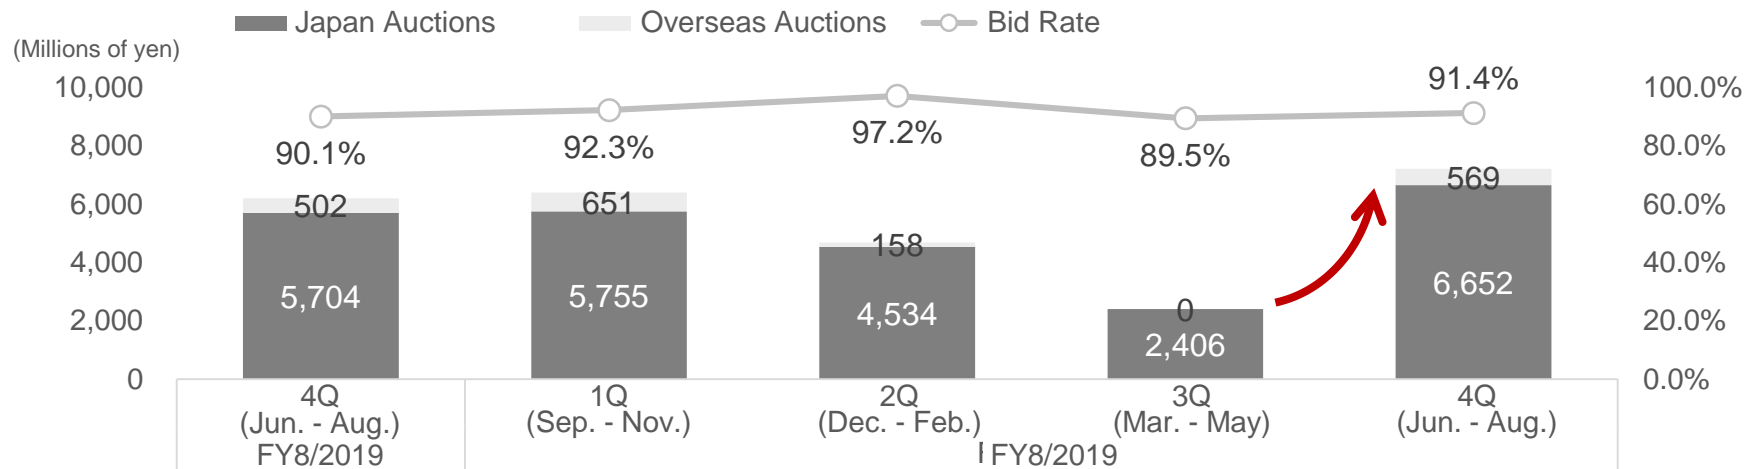 Japan Auctions Overseas Auctions Bid Rate
(Millions of yen)
10,000 91.4% 100.0%
90.1% 92.3% 97.2% 89.5%
8,000 80.0%
502 651 158 0 569
6,000 60.0%
4,000 40.0%
5,704 5,755 4,534 2,406 6,652
2,000 20.0%
0 0.0%
4Q 1Q 2Q 3Q 4Q
(Jun. - Aug.) (Sep. - Nov.) (Dec. - Feb.) (Mar. - May) (Jun. - Aug.)
FY8/2019 FY8/2019